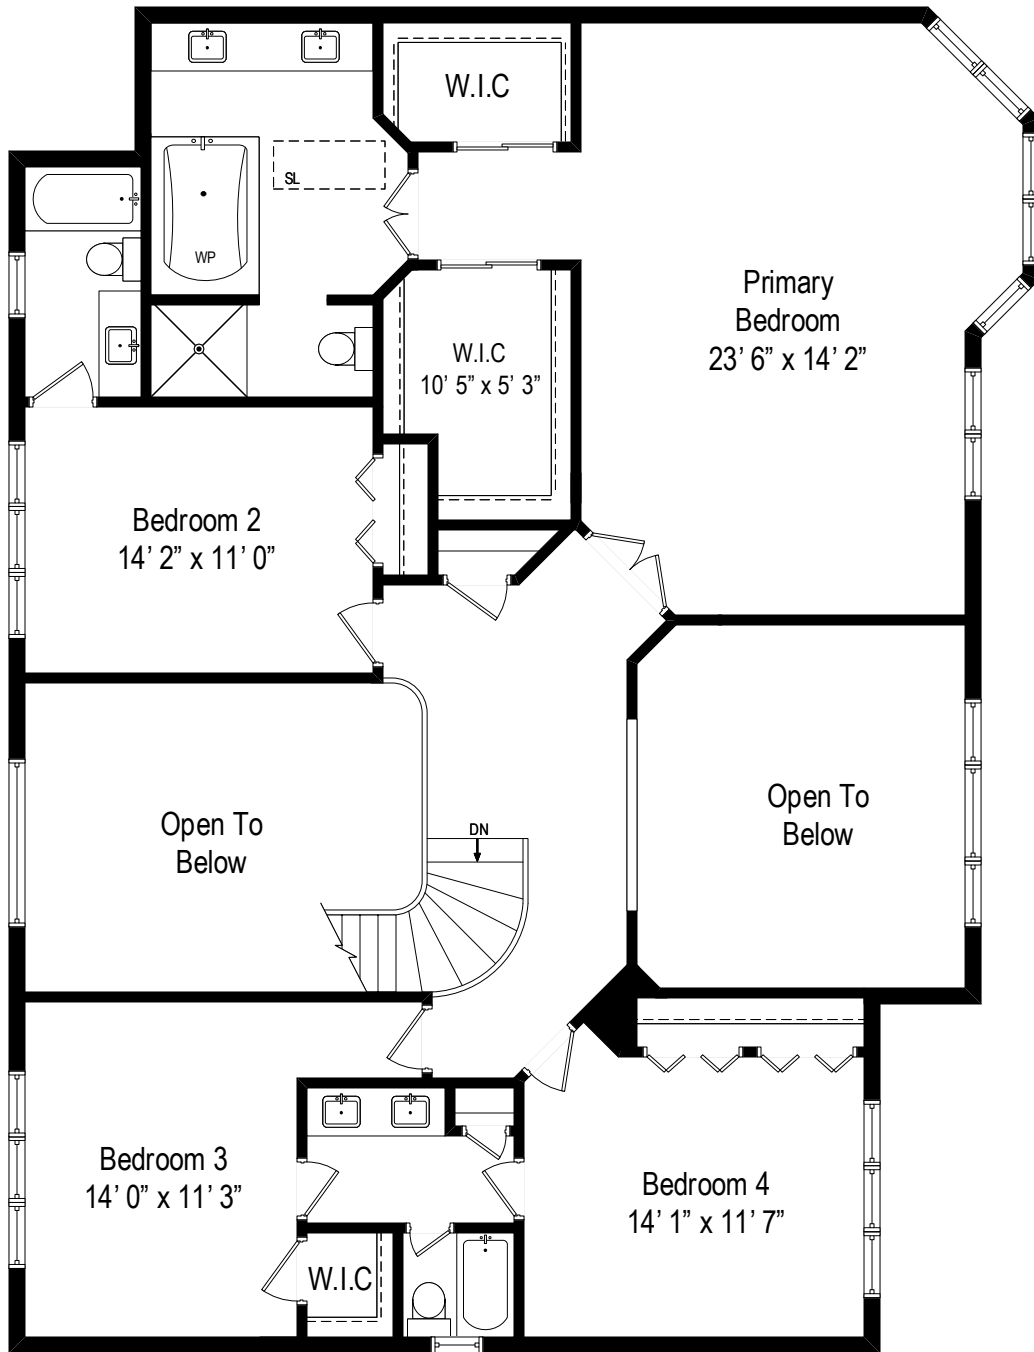 W.I.C
SL
WP
Primary
Bedroom
23' 6” x 14' 2”
W.I.C
10' 5” x 5' 3”
Bedroom 2
14' 2” x 11' 0”
Open To
Below
DN
Open To
Below
Bedroom 3
14' 0” x 11' 3”
Bedroom 4
14' 1” x 11' 7”
W.I.C